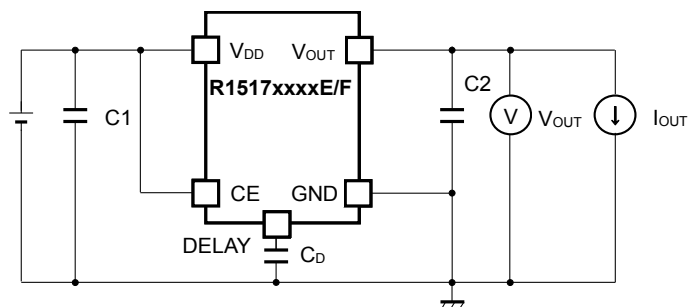 VDD VOUT
R1517xxxxE/F
C1
C2
V
VOUT
IOUT
CE GND
DELAY
CD